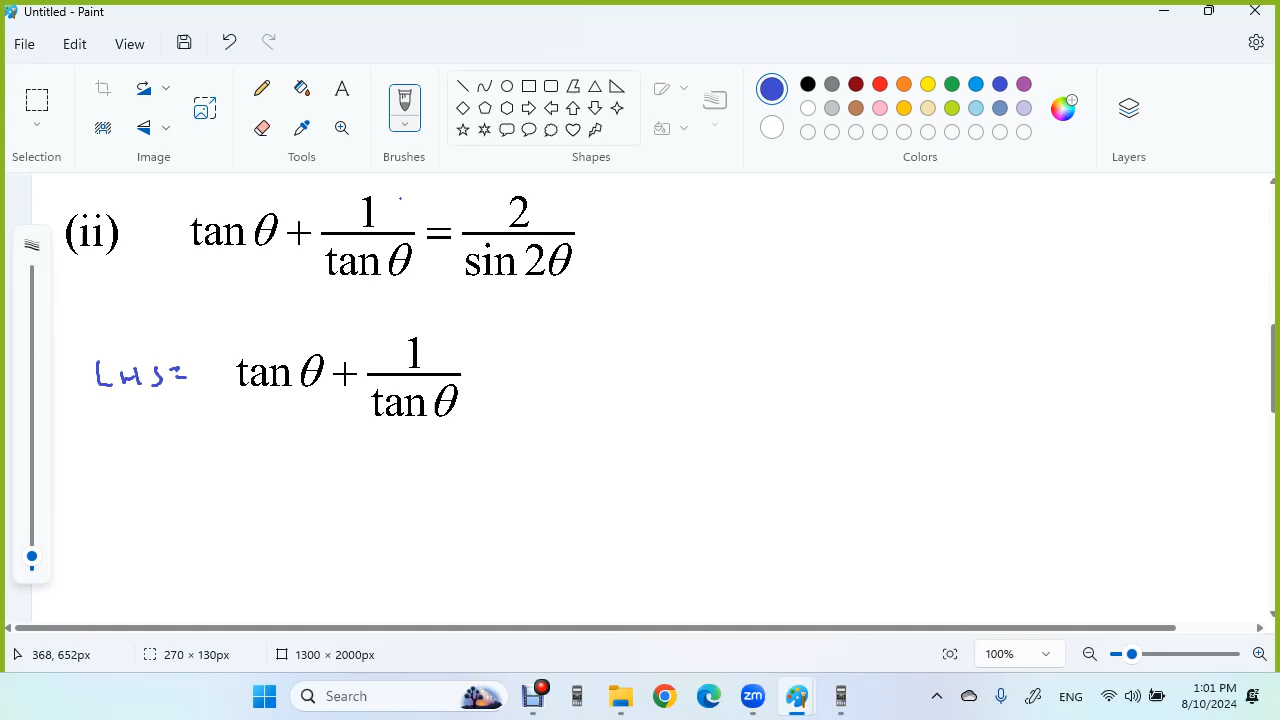 Untitled - Paint
File Edit View
Selection Image Tools Brushes Shapes Colors Layers
(ii) tan θ + 1/tan θ = 2/sin 2θ
LHS= tan θ + 1/tan θ
368, 652px 270 × 130px 1300 × 2000px 100%
Search zm ENG 1:01 PM
8/10/2024